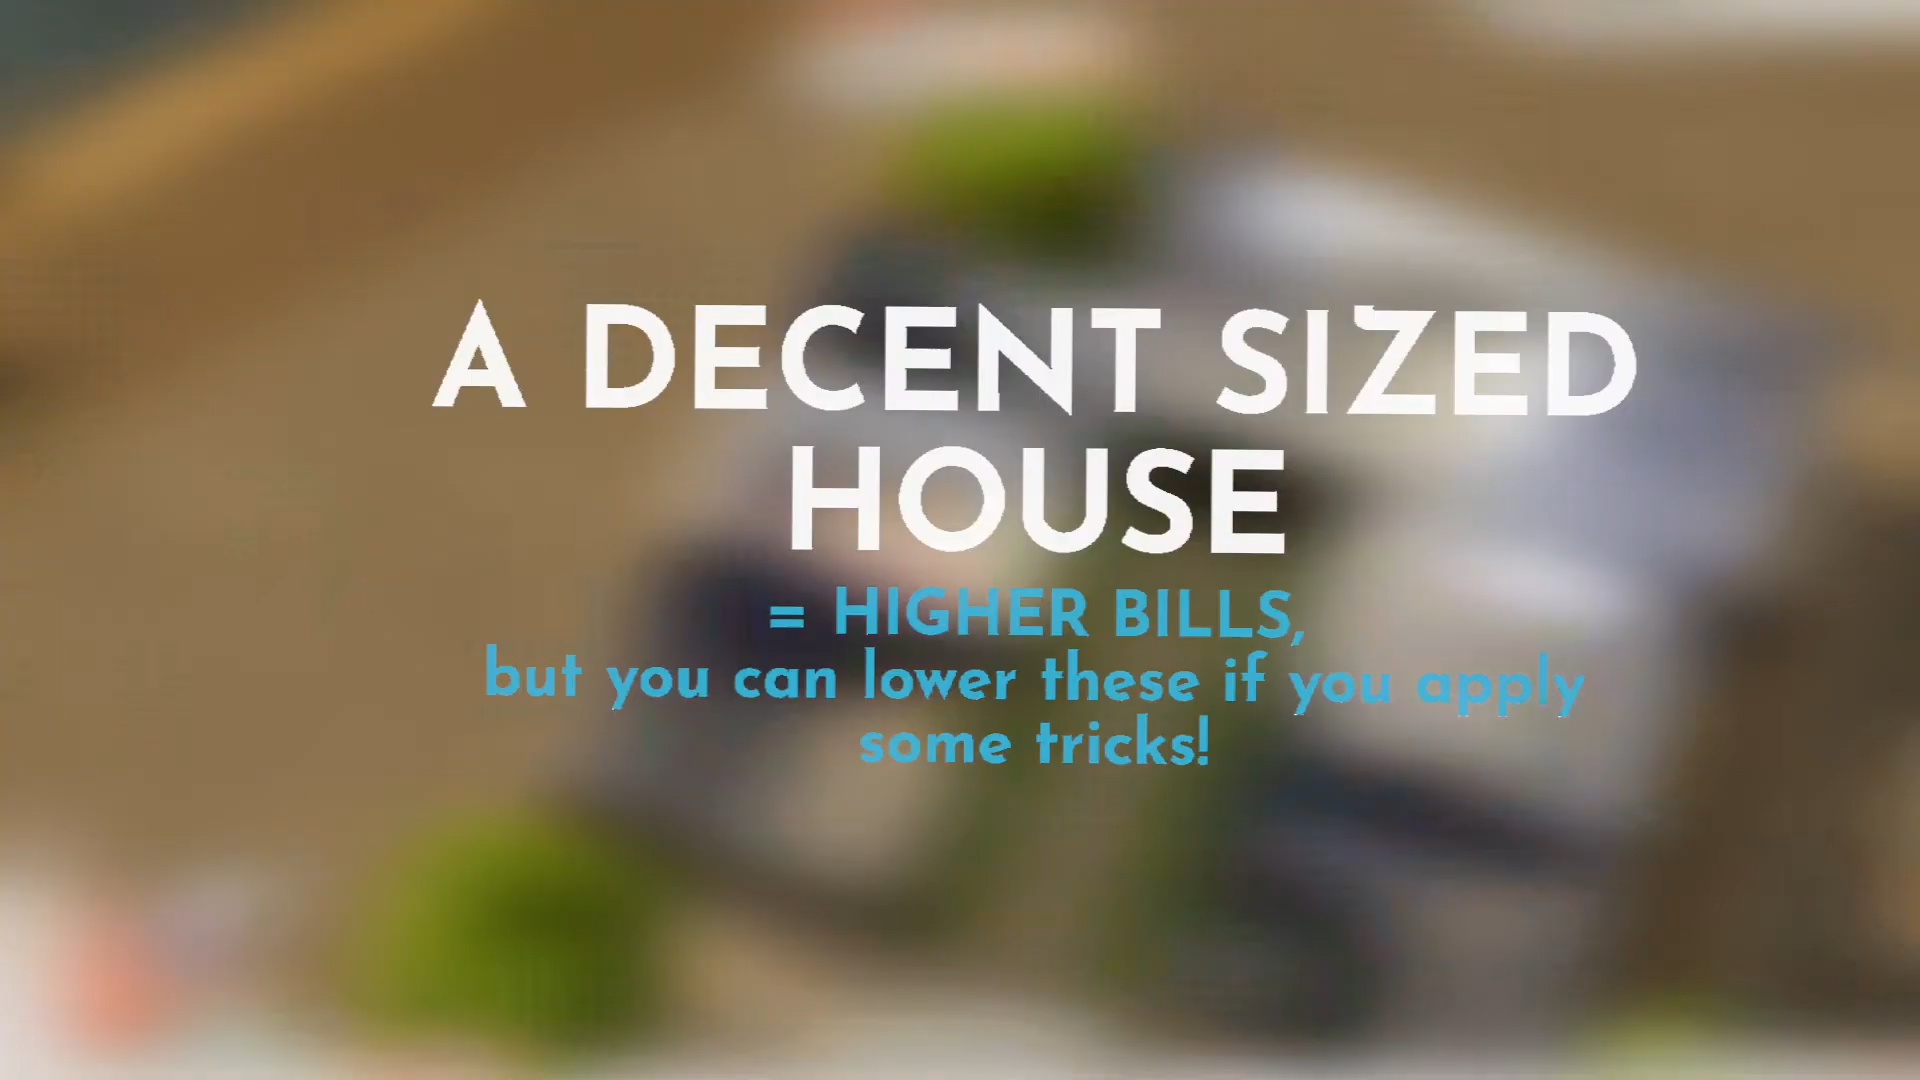 A DECENT SIZED
HOUSE
= HIGHER BILLS,
but you can lower these if you apply
some tricks!